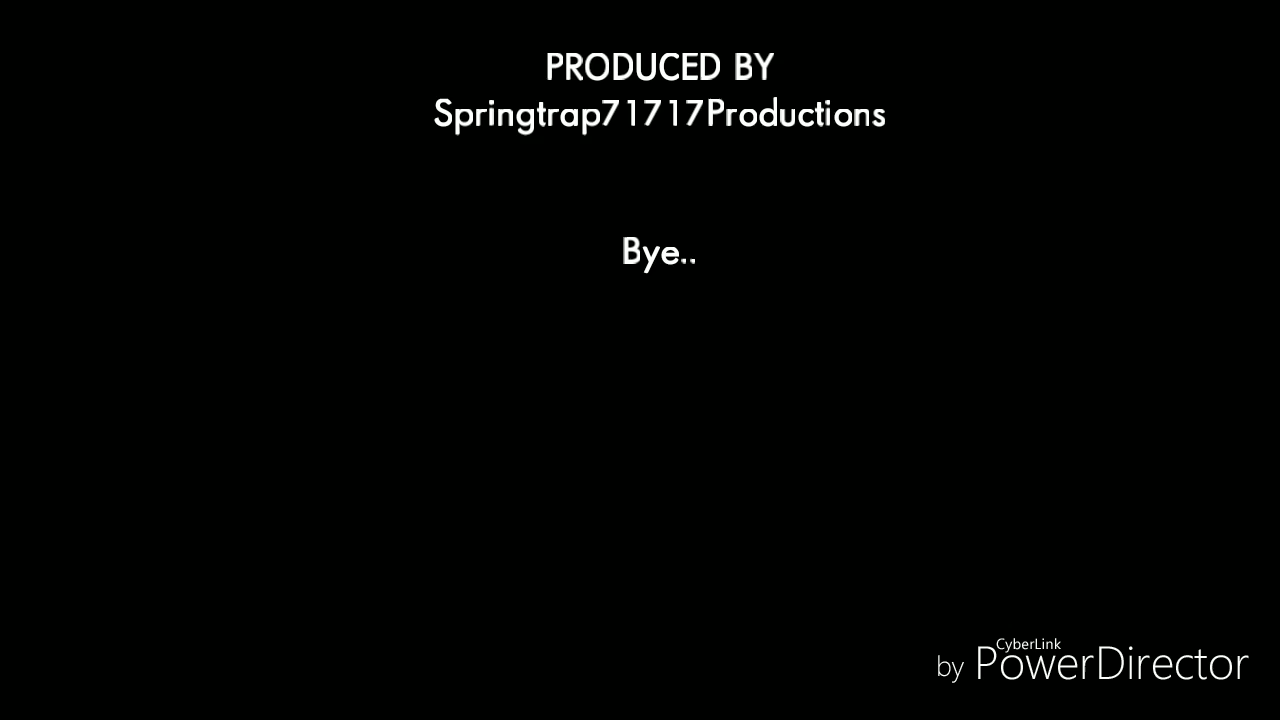 PRODUCED BY
Springtrap71717Productions
Bye..
CyberLink
by PowerDirector